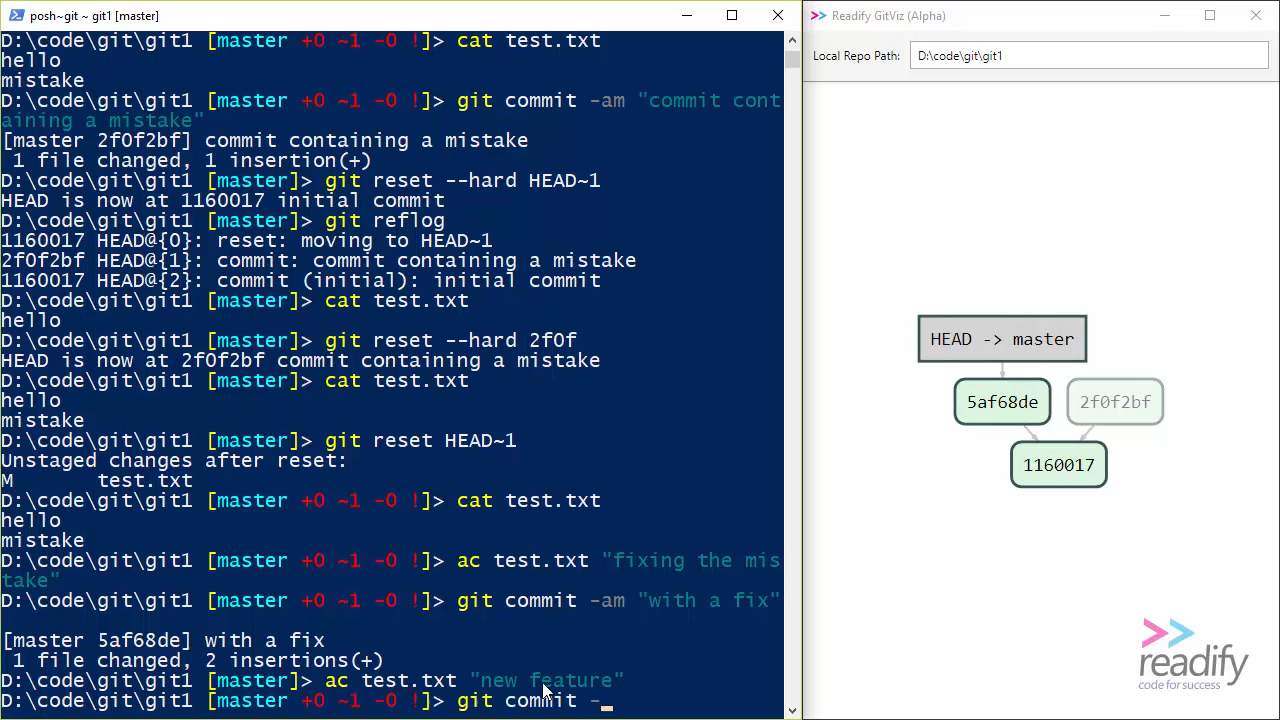 posh~git ~ git1 [master]
D:\code\git\git1 [master +0 ~1 -0 !]> cat test.txt
hello
mistake
D:\code\git\git1 [master +0 ~1 -0 !]> git commit -am "commit cont
aining a mistake"
[master 2f0f2bf] commit containing a mistake
1 file changed, 1 insertion(+)
D:\code\git\git1 [master]> git reset --hard HEAD~1
HEAD is now at 1160017 initial commit
D:\code\git\git1 [master]> git reflog
1160017 HEAD@{0}: reset: moving to HEAD~1
2f0f2bf HEAD@{1}: commit: commit containing a mistake
1160017 HEAD@{2}: commit (initial): initial commit
D:\code\git\git1 [master]> cat test.txt
hello
D:\code\git\git1 [master]> git reset --hard 2f0f
HEAD is now at 2f0f2bf commit containing a mistake
D:\code\git\git1 [master]> cat test.txt
hello
mistake
D:\code\git\git1 [master]> git reset HEAD~1
Unstaged changes after reset:
M       test.txt
D:\code\git\git1 [master +0 ~1 -0 !]> cat test.txt
hello
mistake
D:\code\git\git1 [master +0 ~1 -0 !]> ac test.txt "fixing the mis
take"
D:\code\git\git1 [master +0 ~1 -0 !]> git commit -am "with a fix"
[master 5af68de] with a fix
1 file changed, 2 insertions(+)
D:\code\git\git1 [master]> ac test.txt "new feature"
D:\code\git\git1 [master +0 ~1 -0 !]> git commit -_
Readify GitViz (Alpha)
Local Repo Path: D:\code\git\git1
HEAD -> master
5af68de 2f0f2bf
1160017
readify
code for success